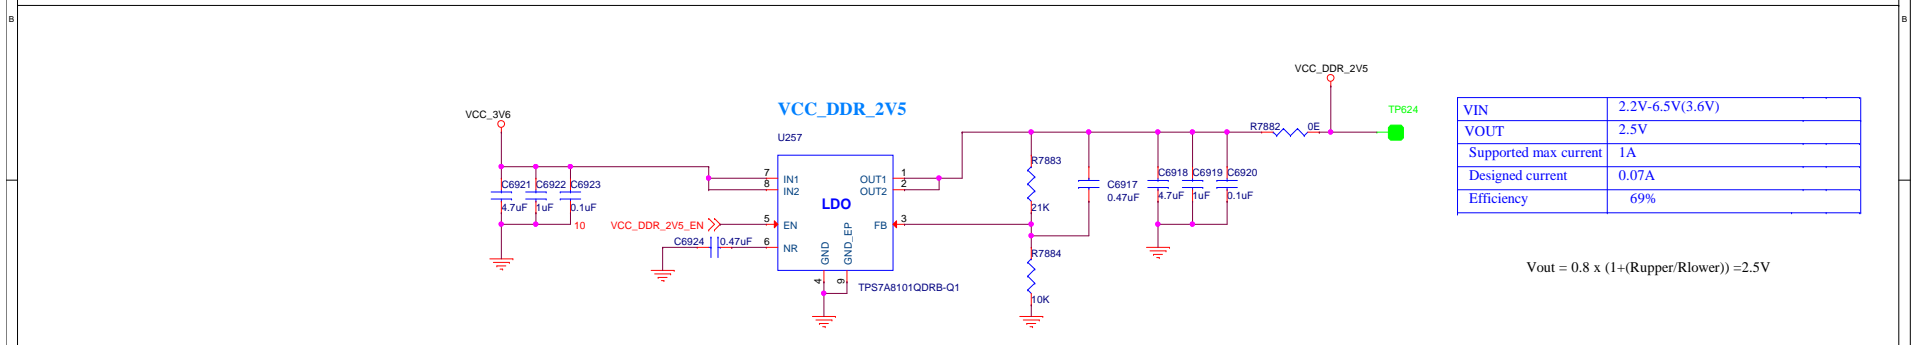 B
B
VCC_DDR_2V5
VCC_DDR_2V5
TP624
VCC_3V6
U257
R7882
0E
VIN
2.2V-6.5V(3.6V)
VOUT
2.5V
Supported max current
1A
Designed current
0.07A
Efficiency
69%
C6921
4.7uF
C6922
1uF
C6923
0.1uF
7
IN1
8
IN2
OUT1
1
OUT2
2
LDO
10
VCC_DDR_2V5_EN
5
EN
FB
3
C6924
0.47uF
6
NR
GND
GND_EP
4
9
TPS7A8101QDRB-Q1
R7883
21K
C6917
0.47uF
C6918
4.7uF
C6919
1uF
C6920
0.1uF
R7884
10K
Vout = 0.8 x (1+(Rupper/Rlower)) =2.5V